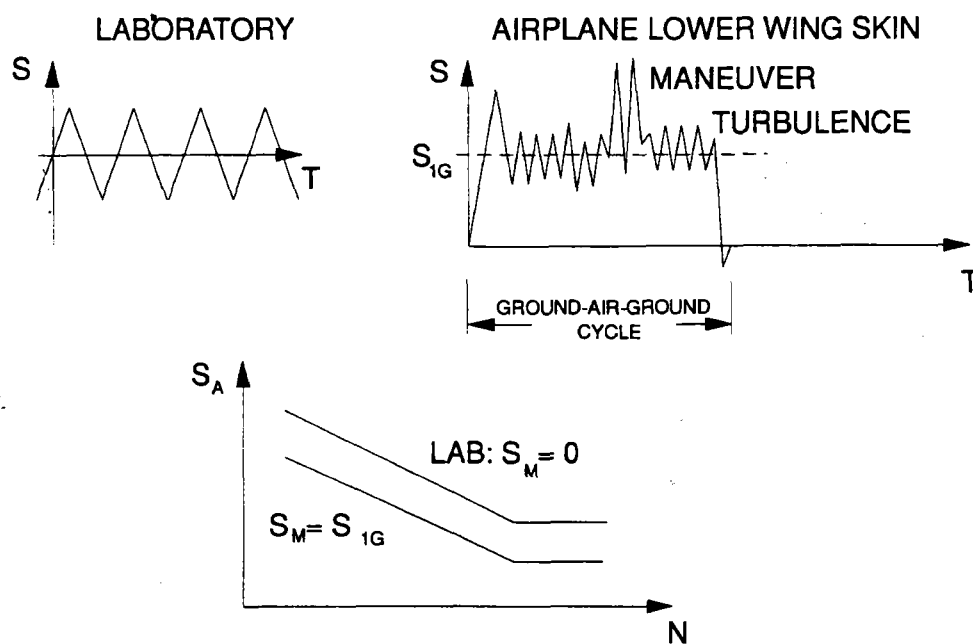 LABORATORY
S
T
AIRPLANE LOWER WING SKIN
S
MANEUVER
TURBULENCE
S1G
T
GROUND-AIR-GROUND
CYCLE
SA
LAB: SM = 0
SM = S1G
N